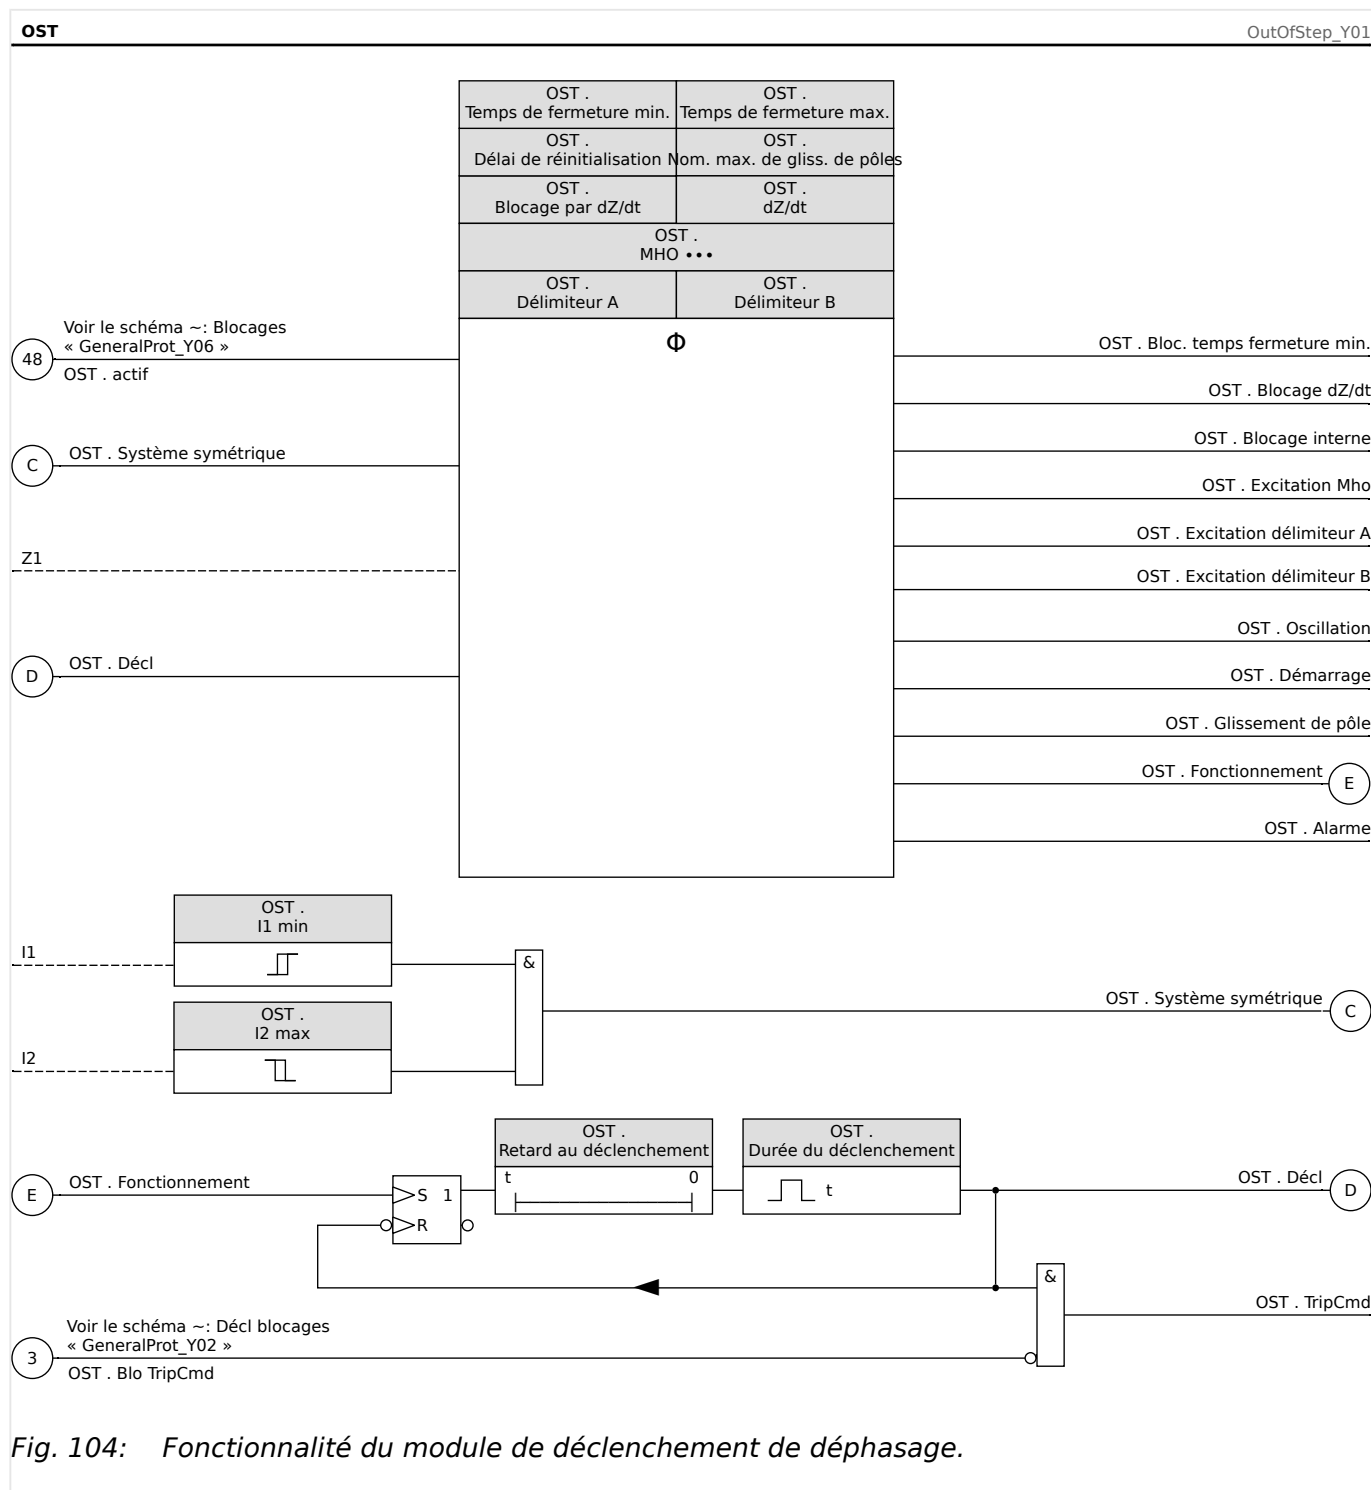 OST
OutOfStep_Y01
OST .
Temps de fermeture min.
OST .
Temps de fermeture max.
OST .
Délai de réinitialisation
OST .
Nom. max. de gliss. de pôles
OST .
Blocage par dZ/dt
OST .
dZ/dt
OST .
MHO •••
OST .
Délimiteur A
OST .
Délimiteur B
Φ
Voir le schéma ~: Blocages
« GeneralProt_Y06 »
48
OST . actif
C
OST . Système symétrique
Z1
D
OST . Décl
OST . Bloc. temps fermeture min.
OST . Blocage dZ/dt
OST . Blocage interne
OST . Excitation Mho
OST . Excitation délimiteur A
OST . Excitation délimiteur B
OST . Oscillation
OST . Démarrage
OST . Glissement de pôle
OST . Fonctionnement
E
OST . Alarme
OST .
I1 min
I1
OST .
I2 max
I2
&
OST . Système symétrique
C
E
OST . Fonctionnement
S 1
R
OST .
Retard au déclenchement
t 0
OST .
Durée du déclenchement
t
OST . Décl
D
&
OST . TripCmd
Voir le schéma ~: Décl blocages
« GeneralProt_Y02 »
3
OST . Blo TripCmd
Fig. 104: Fonctionnalité du module de déclenchement de déphasage.